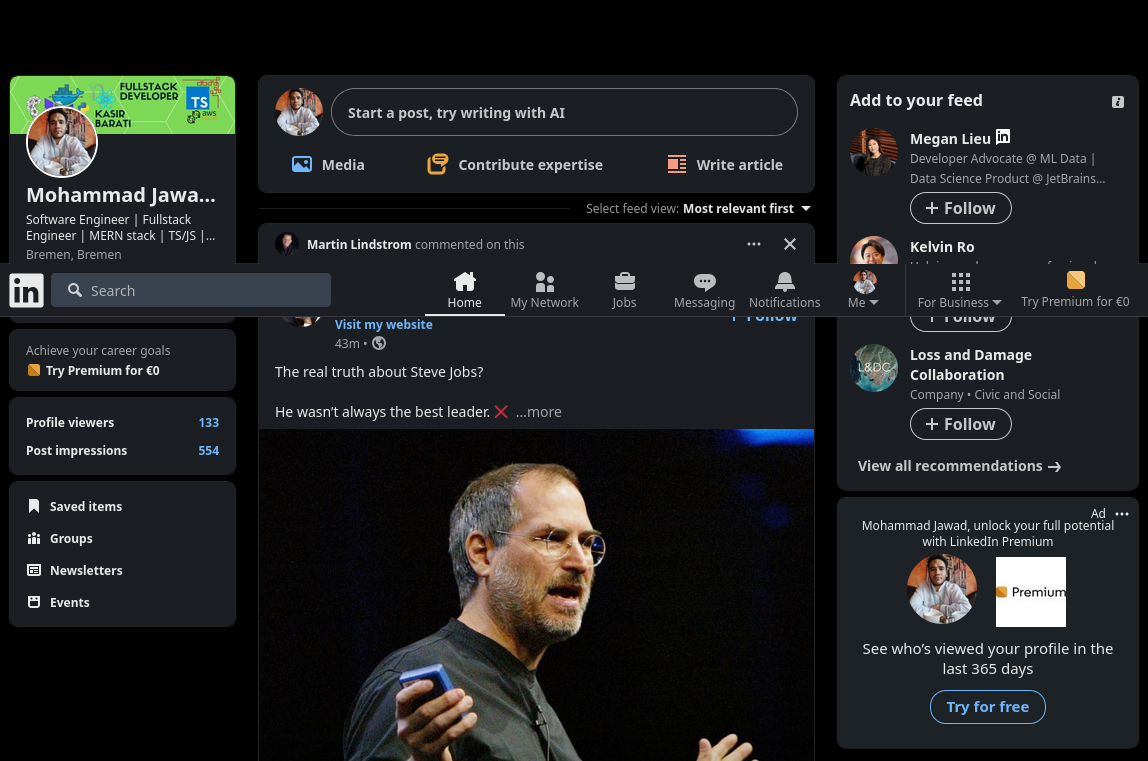 FULLSTACK
DEVELOPER
KASIR
BARATI
TS
aws
Mohammad Jawa...
Software Engineer | Fullstack
Engineer | MERN stack | TS/JS |...
Bremen, Bremen
Start a post, try writing with AI
Media
Contribute expertise
Write article
Select feed view: Most relevant first
Martin Lindstrom commented on this
Add to your feed
Megan Lieu in
Developer Advocate @ ML Data |
Data Science Product @ JetBrains...
+ Follow
Kelvin Ro
in
Search
Home
My Network
Jobs
Messaging
Notifications
Me
For Business
Try Premium for €0
Achieve your career goals
Try Premium for €0
Profile viewers 133
Post impressions 554
Saved items
Groups
Newsletters
Events
Visit my website
+ Follow
43m •
The real truth about Steve Jobs?
He wasn’t always the best leader. ❌ ...more
+ Follow
L&DC
Loss and Damage
Collaboration
Company • Civic and Social
+ Follow
View all recommendations →
Ad
Mohammad Jawad, unlock your full potential
with LinkedIn Premium
Premium
See who’s viewed your profile in the
last 365 days
Try for free